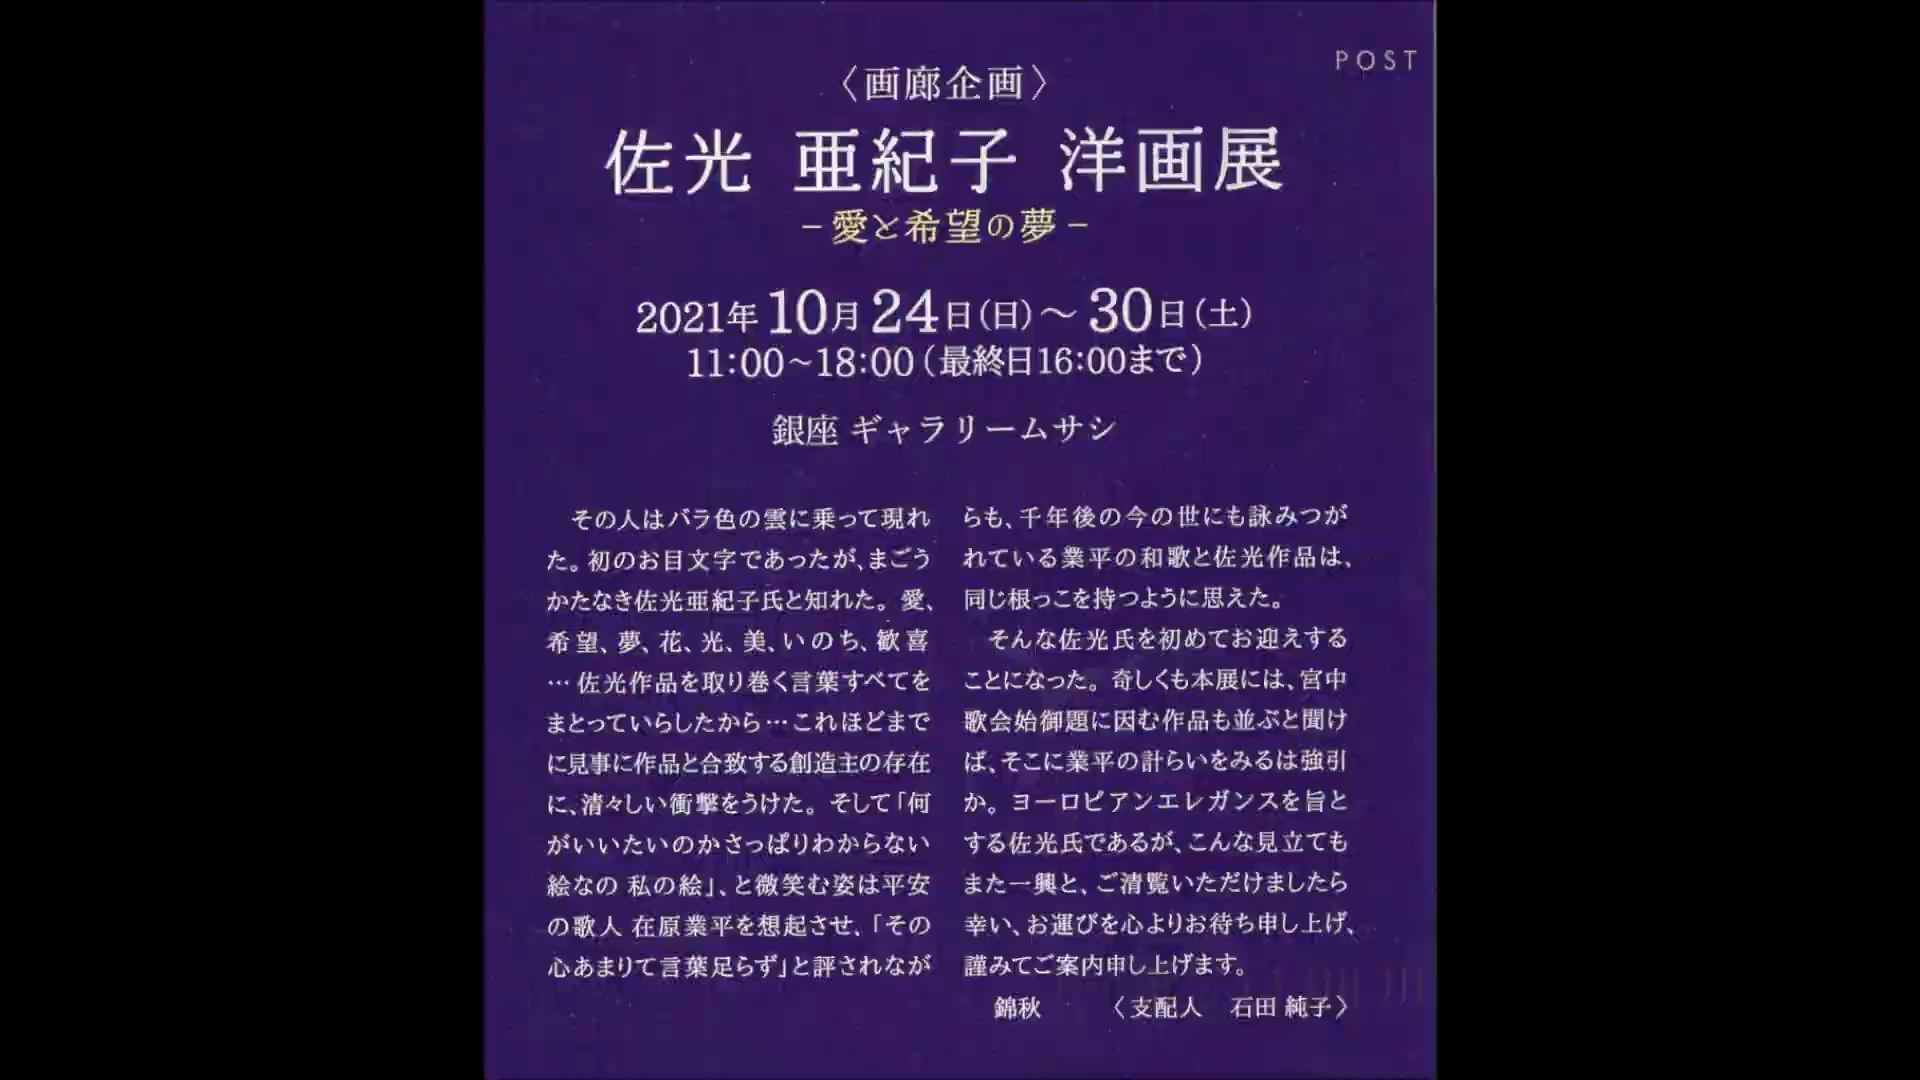 POST
〈画廊企画〉
佐光 亜紀子 洋画展
－愛と希望の夢－
2021年10月24日(日)～30日(土)
11:00～18:00(最終日16:00まで)
銀座 ギャラリームサシ
その人はバラ色の雲に乗って現れ
た。初のお目文字であったが、まごう
かたなき佐光亜紀子氏と知れた。愛、
希望、夢、花、光、美、いのち、歓喜
…佐光作品を取り巻く言葉すべてを
まとっていらしたから…これほどまで
に見事に作品と合致する創造主の存在
に、清々しい衝撃をうけた。そして「何
がいいたいのかさっぱりわからない
絵なの 私の絵」、と微笑む姿は平安
の歌人 在原業平を想起させ、「その
心あまりて言葉足らず」と評されなが
らも、千年後の今の世にも詠みつが
れている業平の和歌と佐光作品は、
同じ根っこを持つように思えた。
そんな佐光氏を初めてお迎えする
ことになった。奇しくも本展には、宮中
歌会始御題に因む作品も並ぶと聞け
ば、そこに業平の計らいをみるは強引
か。ヨーロピアンエレガンスを旨と
する佐光氏であるが、こんな見立ても
また一興と、ご清覧いただけましたら
幸い、お運びを心よりお待ち申し上げ、
謹みてご案内申し上げます。
錦秋 〈支配人 石田 純子〉